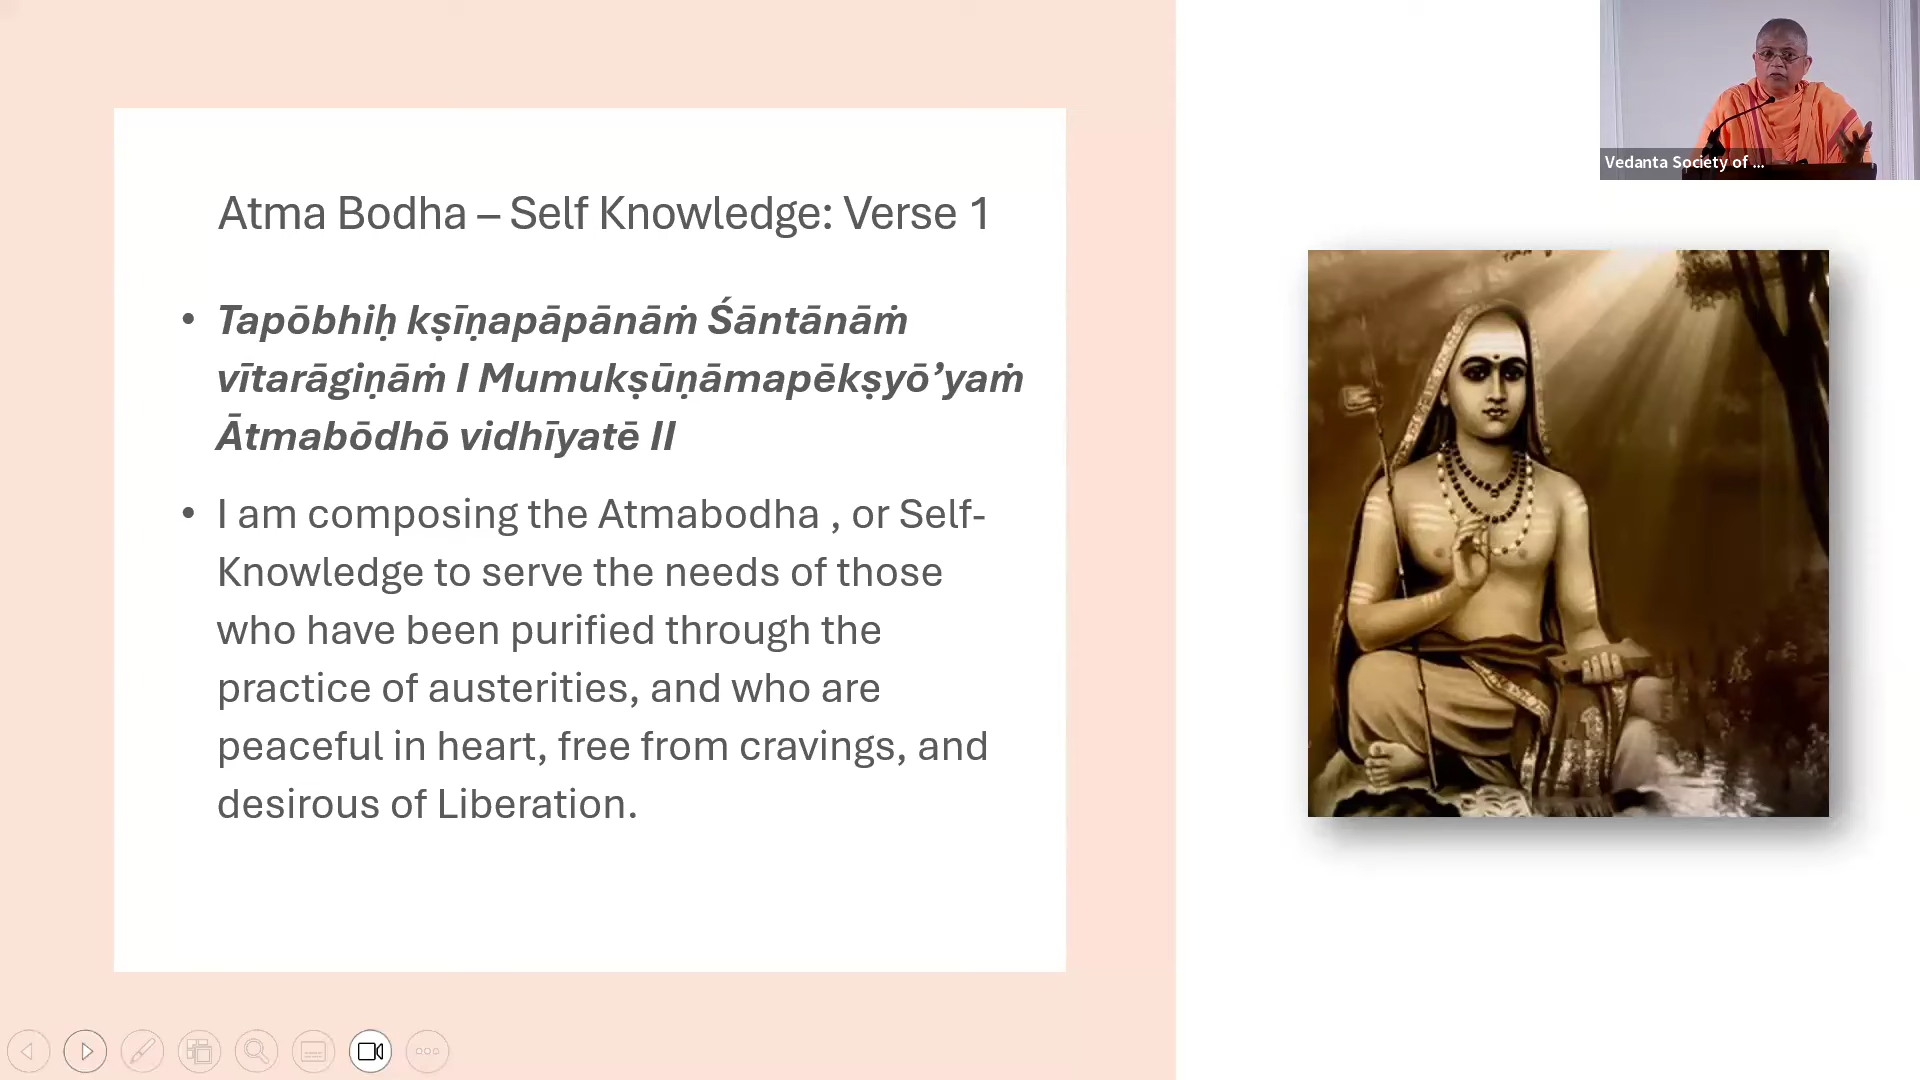 Vedanta Society of ...
Atma Bodha – Self Knowledge: Verse 1
• Tapōbhiḥ kṣīṇapāpānāṁ Śāntānāṁ
vītarāgiṇāṁ I Mumukṣūṇāmapēkṣyō’yaṁ
Ātmabōdhō vidhīyatē II
• I am composing the Atmabodha , or Self-
Knowledge to serve the needs of those
who have been purified through the
practice of austerities, and who are
peaceful in heart, free from cravings, and
desirous of Liberation.